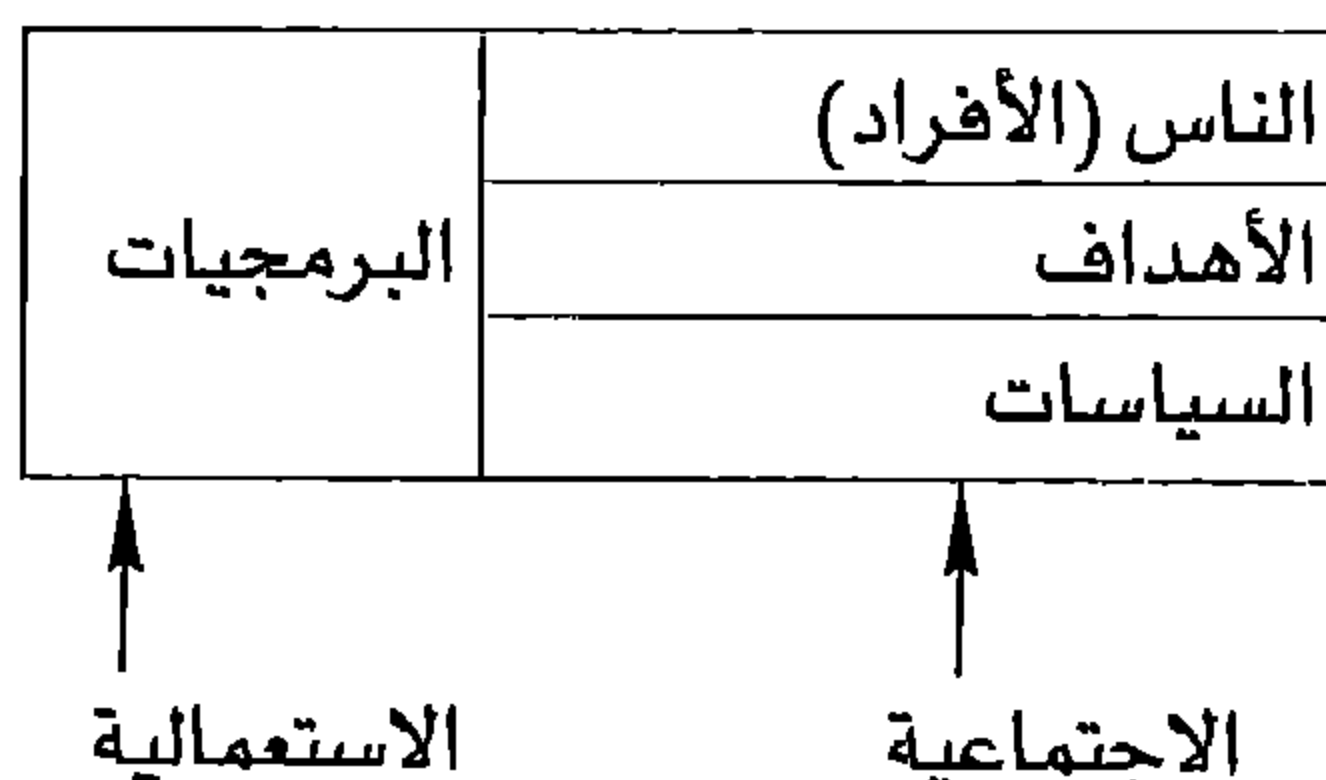 الناس (الأفراد)
الأهداف
السياسات
البرمجيات
الاجتماعية
الاستعمالية